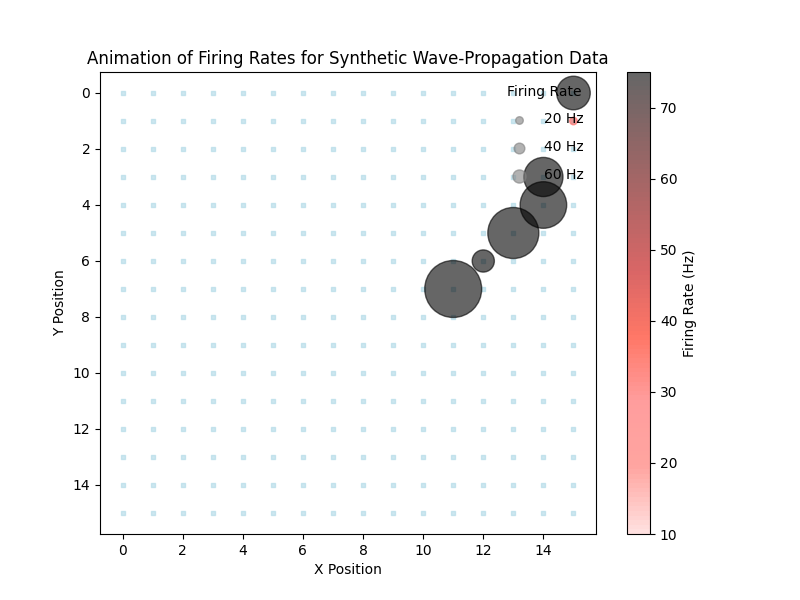 Animation of Firing Rates for Synthetic Wave-Propagation Data
Firing Rate
20 Hz
40 Hz
60 Hz
0
2
4
6
8
10
12
14
Y Position
0
2
4
6
8
10
12
14
X Position
70
60
50
40
30
20
10
Firing Rate (Hz)